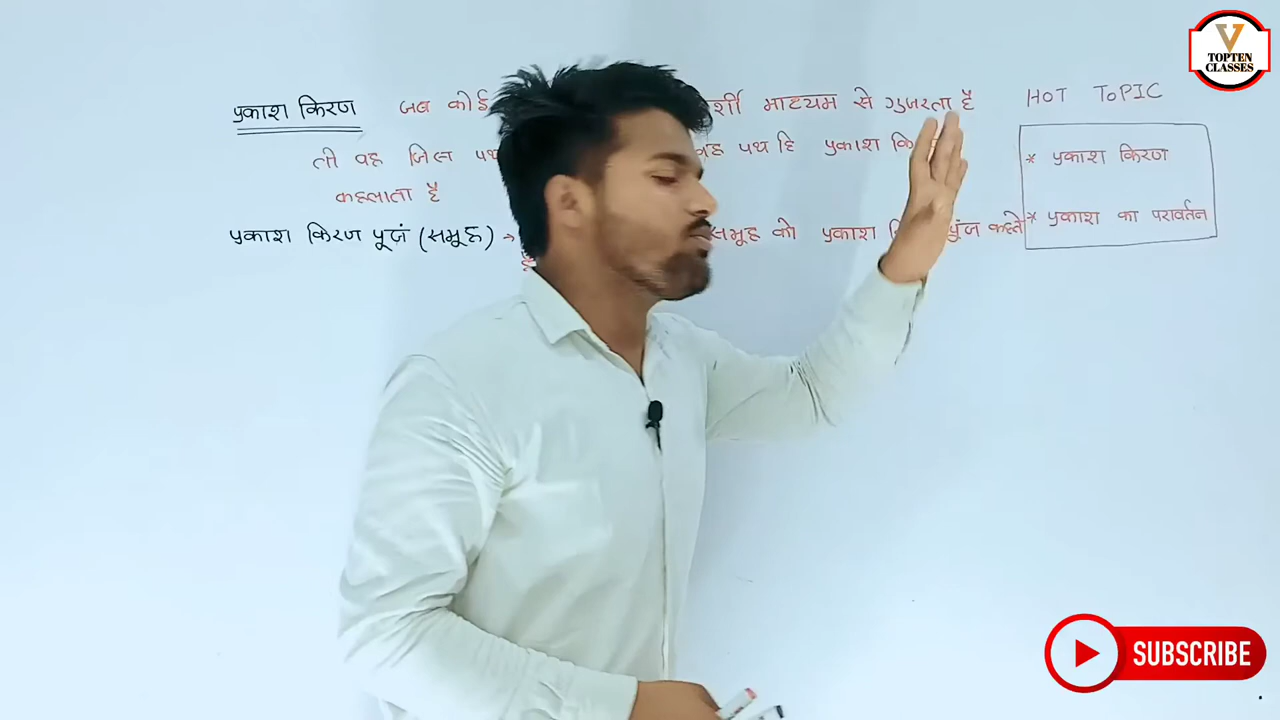 प्रकाश किरण जब कोई र्शी माध्यम से गुजरता है
तो वह जिस पथ वह पथ हि प्रकाश
कहलाता है
प्रकाश किरण पूजं (समूह) → समूह को प्रकाश पुंज कहते
HOT TOPIC
* प्रकाश किरण
* प्रकाश का परावर्तन
V
TOPTEN
CLASSES
SUBSCRIBE